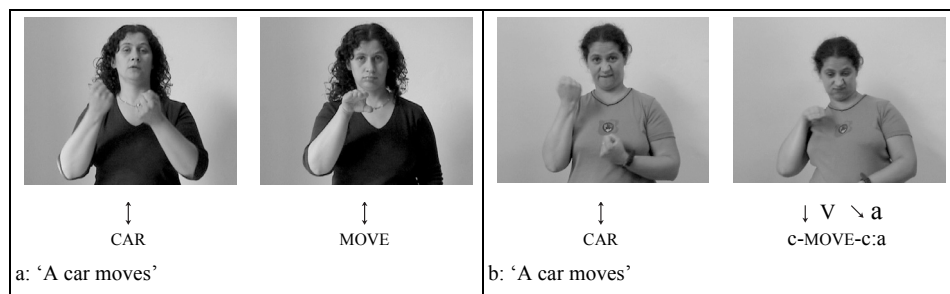 ↕ ↕
CAR MOVE
a: ‘A car moves’
↕ ↓ V ↘ a
CAR c-MOVE-c:a
b: ‘A car moves’